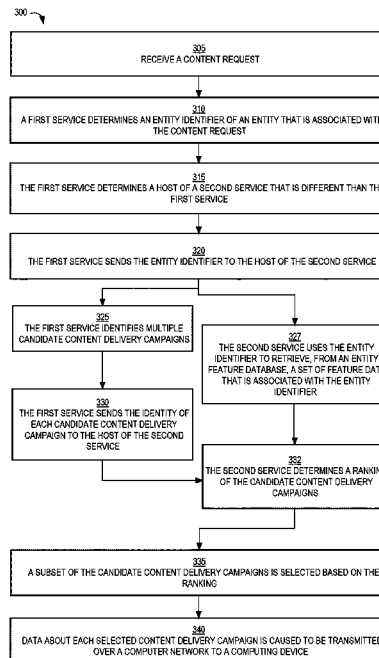 300
305
RECEIVE A CONTENT REQUEST
310
A FIRST SERVICE DETERMINES AN ENTITY IDENTIFIER OF AN ENTITY THAT IS ASSOCIATED WITH
THE CONTENT REQUEST
315
THE FIRST SERVICE DETERMINES A HOST OF A SECOND SERVICE THAT IS DIFFERENT THAN THE
FIRST SERVICE
320
THE FIRST SERVICE SENDS THE ENTITY IDENTIFIER TO THE HOST OF THE SECOND SERVICE
325
THE FIRST SERVICE IDENTIFIES MULTIPLE
CANDIDATE CONTENT DELIVERY CAMPAIGNS
327
THE SECOND SERVICE USES THE ENTITY
IDENTIFIER TO RETRIEVE, FROM AN ENTITY
FEATURE DATABASE, A SET OF FEATURE DATA
THAT IS ASSOCIATED WITH THE ENTITY
IDENTIFIER
330
THE FIRST SERVICE SENDS THE IDENTITY OF
EACH CANDIDATE CONTENT DELIVERY
CAMPAIGN TO THE HOST OF THE SECOND
SERVICE
332
THE SECOND SERVICE DETERMINES A RANKING
OF THE CANDIDATE CONTENT DELIVERY
CAMPAIGNS
335
A SUBSET OF THE CANDIDATE CONTENT DELIVERY CAMPAIGNS IS SELECTED BASED ON THE
RANKING
340
DATA ABOUT EACH SELECTED CONTENT DELIVERY CAMPAIGN IS CAUSED TO BE TRANSMITTED
OVER A COMPUTER NETWORK TO A COMPUTING DEVICE